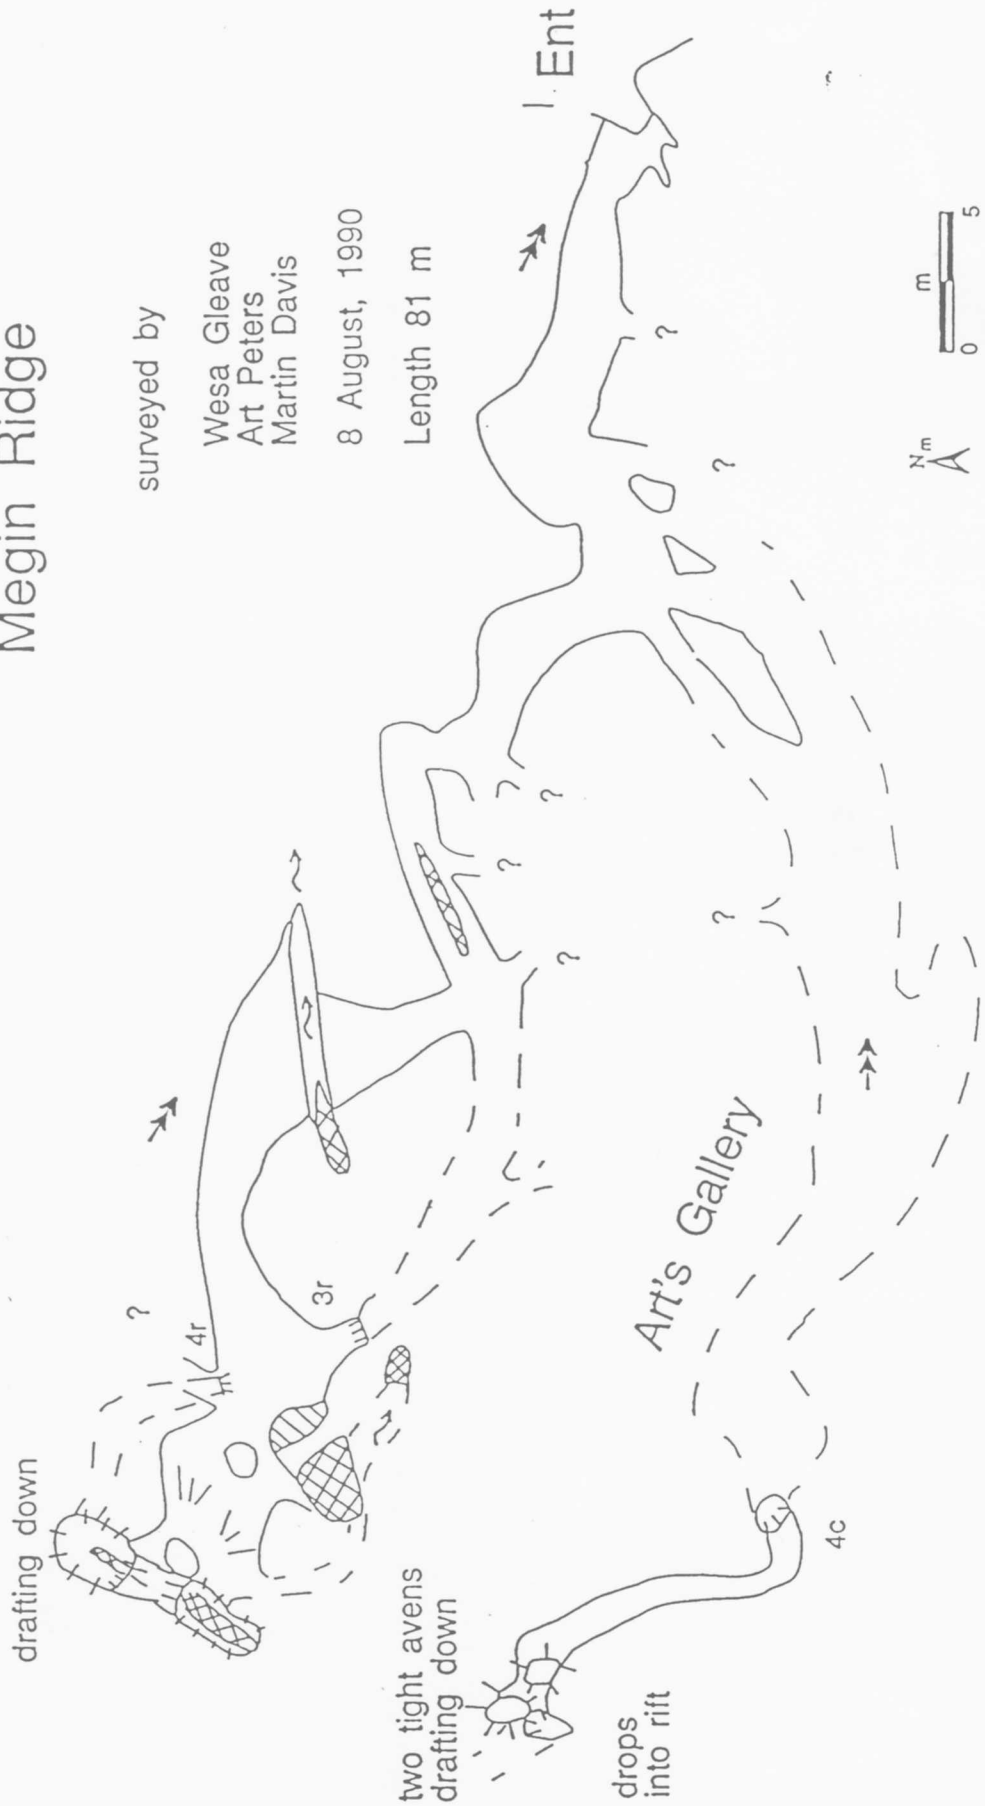 Megin Ridge
surveyed by
Wesa Gleave
Art Peters
Martin Davis
8 August, 1990
Length 81 m
Ent
drafting down
?
4r
3r
?
?
?
?
?
?
?
Art's Gallery
two tight avens
drafting down
drops
into rift
4c
Nm
m
0
5